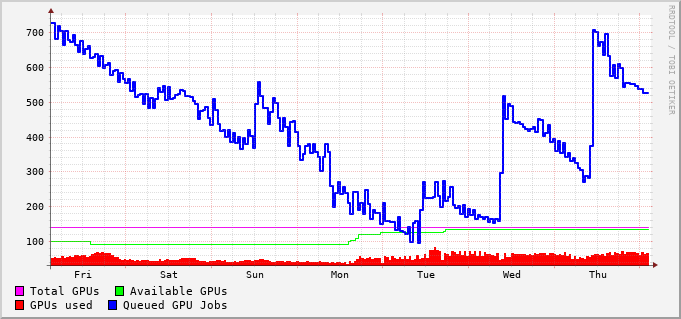 RRDTOOL / TOBI OETIKER
700
600
500
400
300
200
100
Fri Sat Sun Mon Tue Wed Thu
Total GPUs Available GPUs
GPUs used Queued GPU Jobs